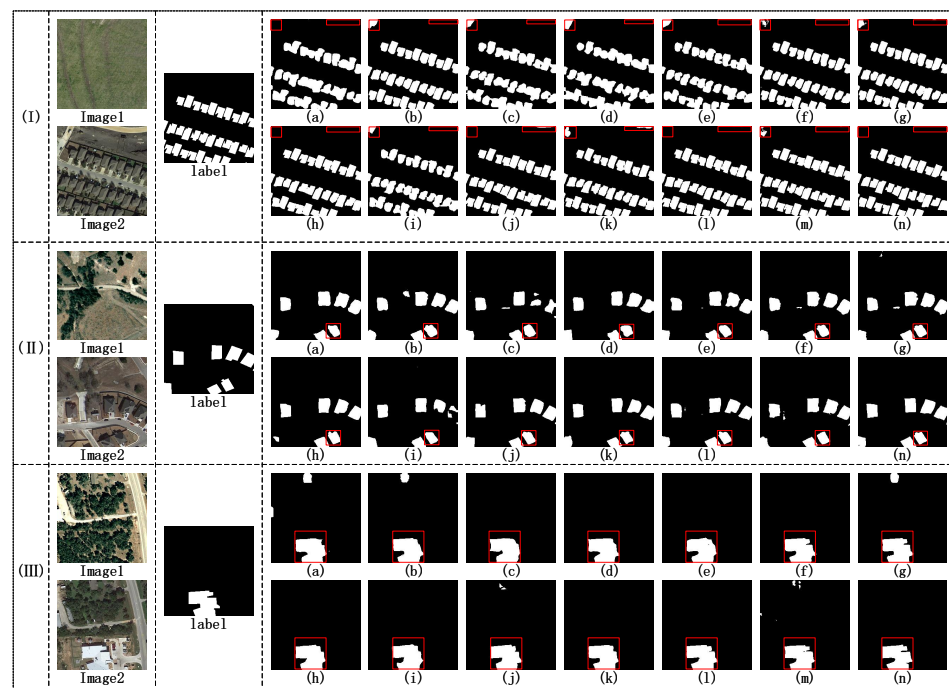 (I)
Image1
Image2
label
(a) (b) (c) (d) (e) (f) (g)
(h) (i) (j) (k) (l) (m) (n)
(II)
Image1
Image2
label
(a) (b) (c) (d) (e) (f) (g)
(h) (i) (j) (k) (l) (m) (n)
(III)
Image1
Image2
label
(a) (b) (c) (d) (e) (f) (g)
(h) (i) (j) (k) (l) (m) (n)